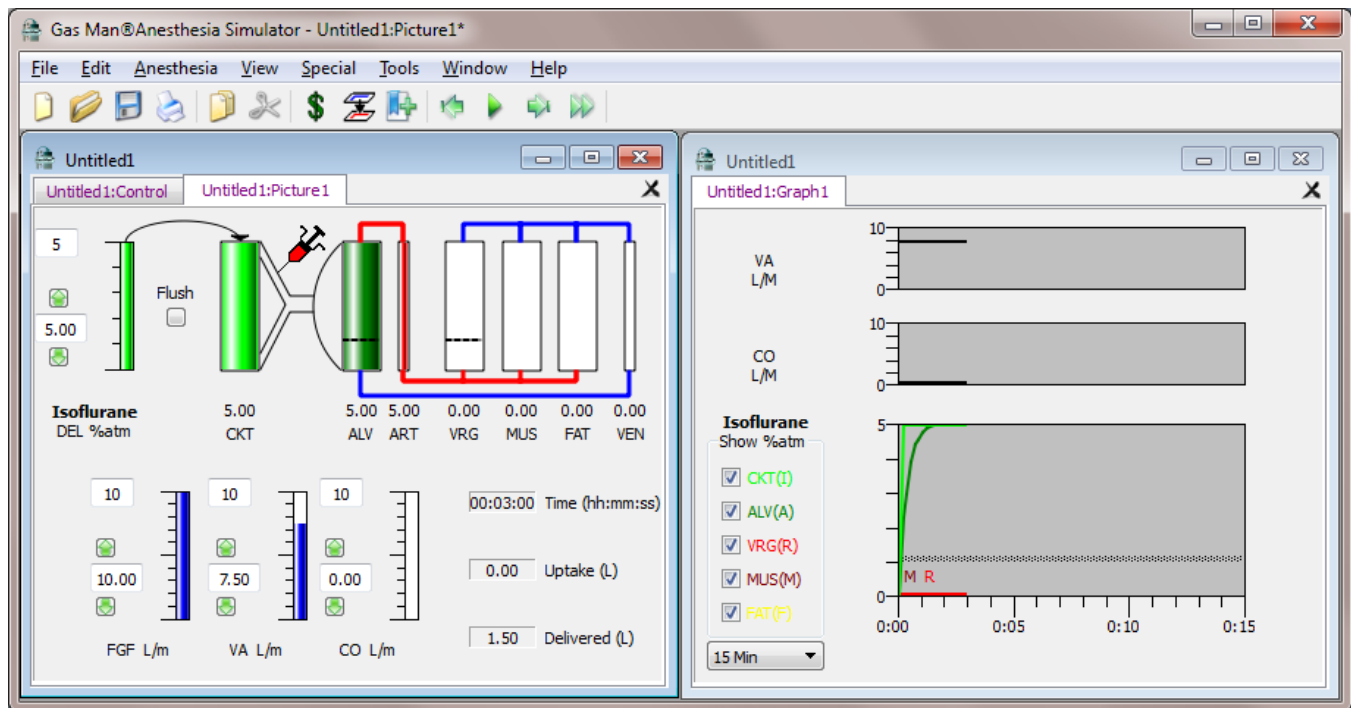 Gas Man®Anesthesia Simulator - Untitled1:Picture1*
File Edit Anesthesia View Special Tools Window Help
$
Untitled1
Untitled1:Control Untitled1:Picture1
5
Flush
5.00
Isoflurane
DEL %atm
5.00 5.00 5.00 0.00 0.00 0.00 0.00
CKT ALV ART VRG MUS FAT VEN
10 10 10
00:03:00 Time (hh:mm:ss)
10.00 7.50 0.00
0.00 Uptake (L)
1.50 Delivered (L)
FGF L/m VA L/m CO L/m
Untitled1
Untitled1:Graph1
VA
L/M
10
0
CO
L/M
10
0
Isoflurane
Show %atm
CKT(I)
ALV(A)
VRG(R)
MUS(M)
FAT(F)
15 Min
5
M R
0
0:00 0:05 0:10 0:15